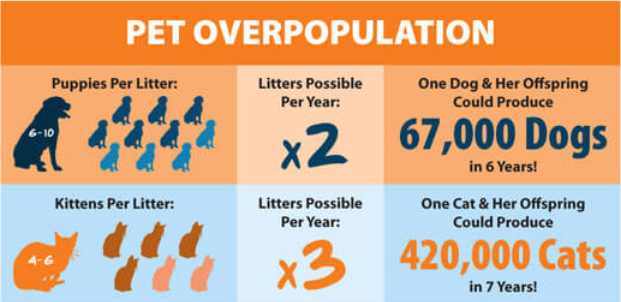 PET OVERPOPULATION
Puppies Per Litter:
6-10
Litters Possible
Per Year:
x2
One Dog & Her Offspring
Could Produce
67,000 Dogs
in 6 Years!
Kittens Per Litter:
4-6
Litters Possible
Per Year:
x3
One Cat & Her Offspring
Could Produce
420,000 Cats
in 7 Years!